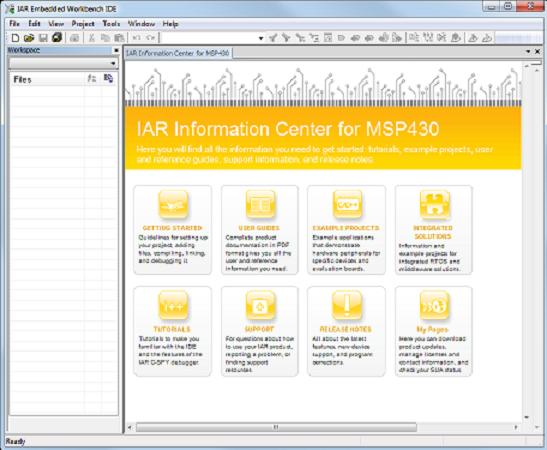 IAR Embedded Workbench IDE
File Edit View Project Tools Window Help
Workspace
IAR Information Center for MSP430
Files
IAR Information Center for MSP430
Here you will find all the information you need to get started: tutorials, example projects, user
and reference guides, support information, and release notes.
GETTING STARTED
Guidelines for setting up
your project, adding
files, compiling, linking,
and debugging it
USER GUIDES
Complete product
documentation in PDF
format gives you all the
user and reference
information you need.
EXAMPLE PROJECTS
Example applications
that demonstrate
hardware peripherals for
specific devices and
evaluation boards.
INTEGRATED
SOLUTIONS
Information and
example projects for
integrated RTOS and
middleware solutions.
TUTORIALS
Tutorials to make you
familiar with the IDE
and the features of the
IAR C-SPY debugger.
SUPPORT
For questions about how
to use your IAR product,
reporting a problem, or
finding support
resources.
RELEASE NOTES
All about the latest
features, new device
support, and program
corrections.
My Pages
Here you can download
product updates,
manage licenses and
contact information, and
check your SUA status
Ready